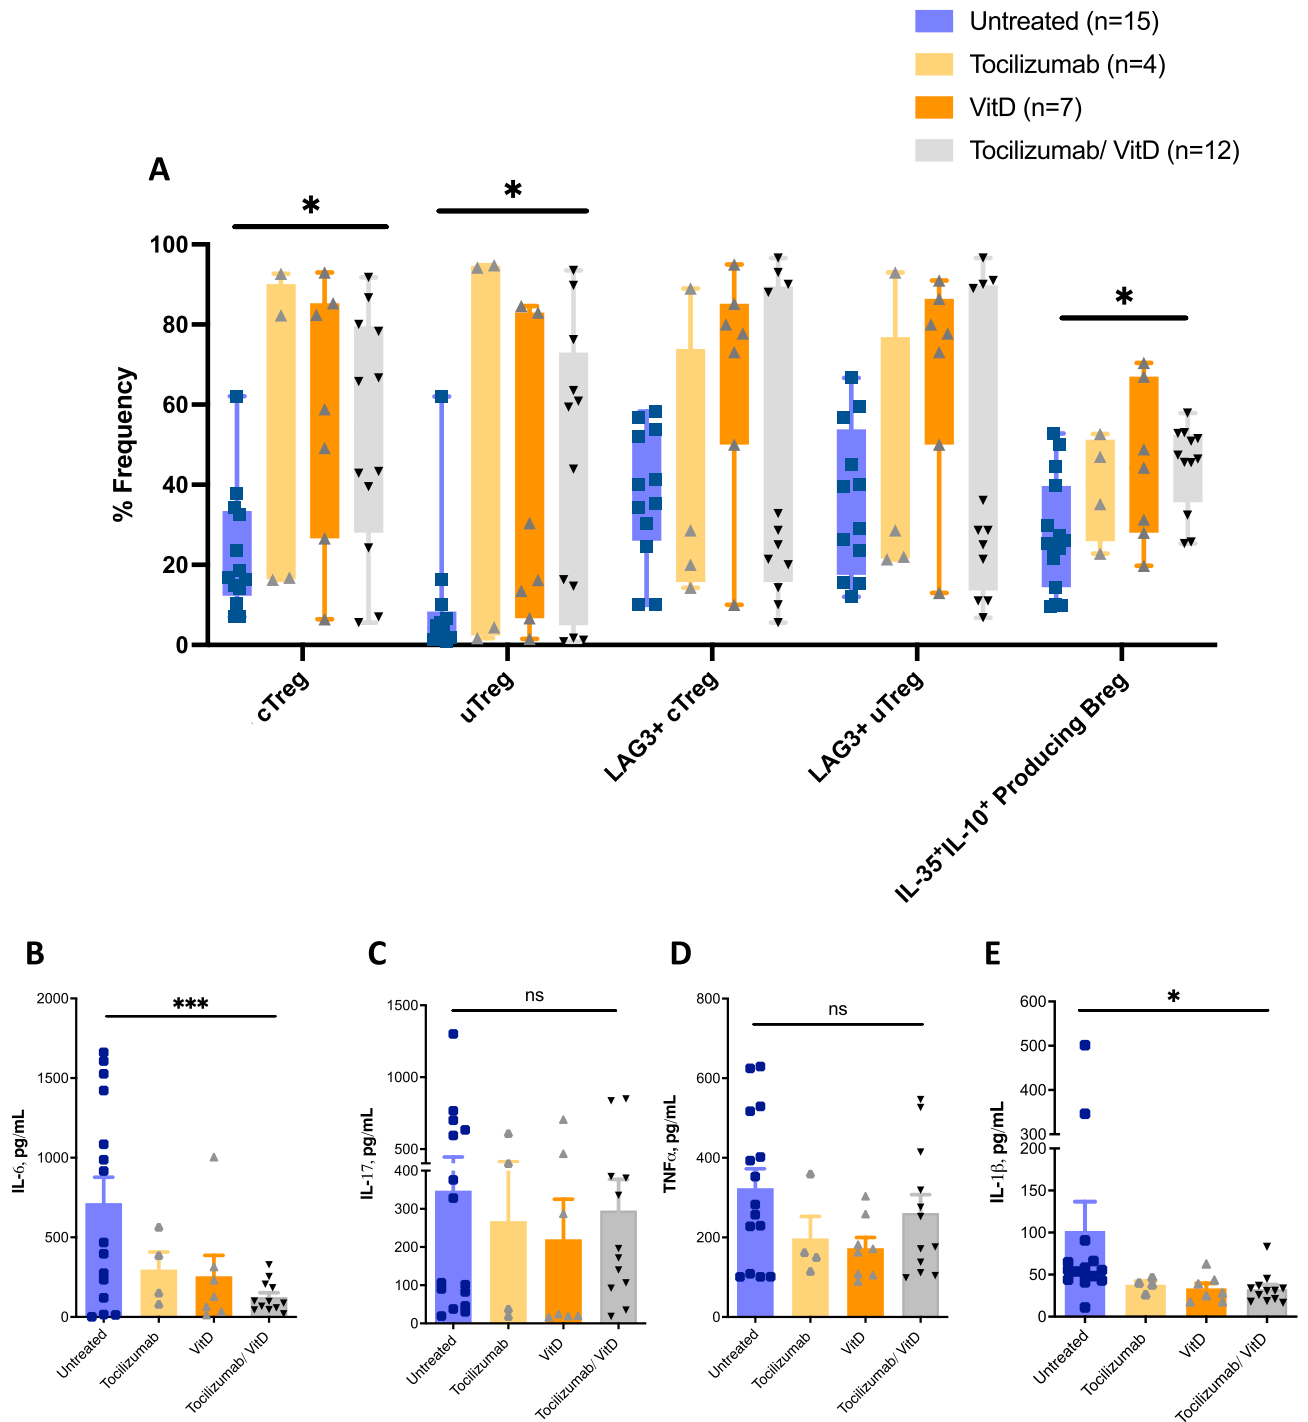 Untreated (n=15)
Tocilizumab (n=4)
VitD (n=7)
Tocilizumab/ VitD (n=12)
A
*
*
*
100
80
60
40
20
0
% Frequency
cTreg
uTreg
LAG3+ cTreg
LAG3+ uTreg
IL-35⁺IL-10⁺ Producing Breg
B
***
2000
1500
1000
500
0
IL-6, pg/mL
Untreated
Tocilizumab
VitD
Tocilizumab/ VitD
C
ns
1500
1000
500
400
300
200
100
0
IL-17, pg/mL
Untreated
Tocilizumab
VitD
Tocilizumab/ VitD
D
ns
800
600
400
200
0
TNFα, pg/mL
Untreated
Tocilizumab
VitD
Tocilizumab/ VitD
E
*
600
500
400
300
200
150
100
50
0
IL-1β, pg/mL
Untreated
Tocilizumab
VitD
Tocilizumab/ VitD